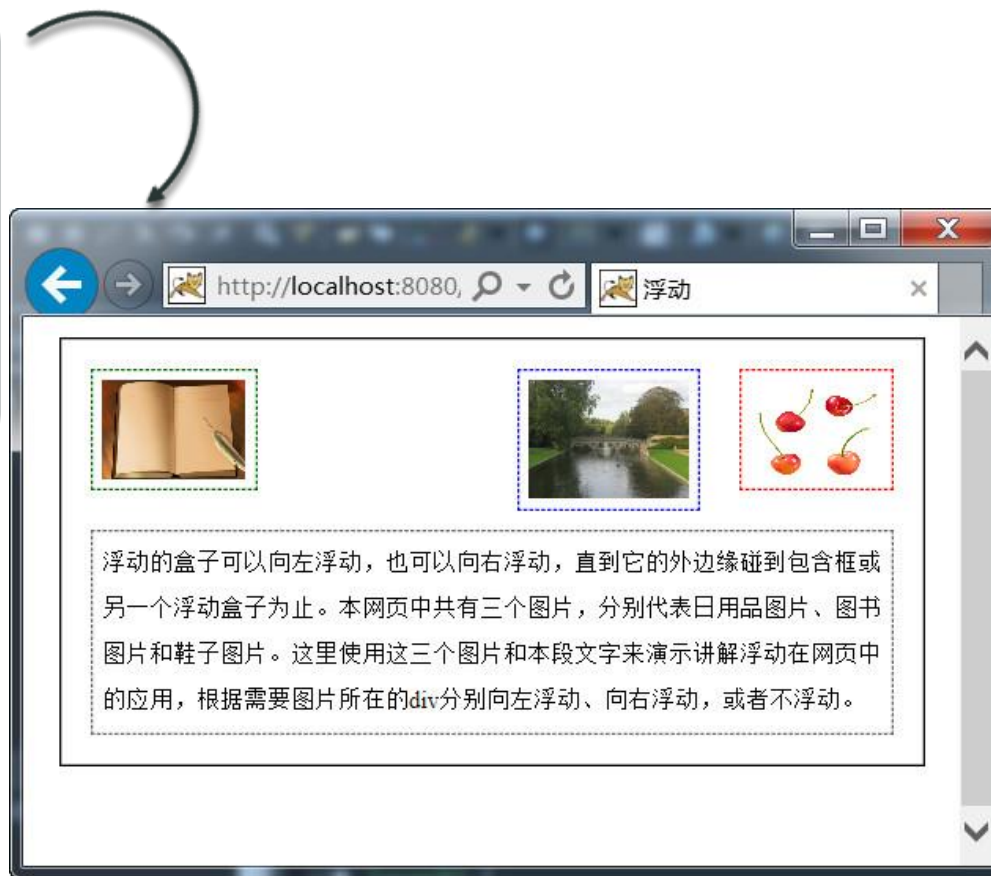 http://localhost:8080,
浮动
浮动的盒子可以向左浮动，也可以向右浮动，直到它的外边缘碰到包含框或
另一个浮动盒子为止。本网页中共有三个图片，分别代表日用品图片、图书
图片和鞋子图片。这里使用这三个图片和本段文字来演示讲解浮动在网页中
的应用，根据需要图片所在的div分别向左浮动、向右浮动，或者不浮动。